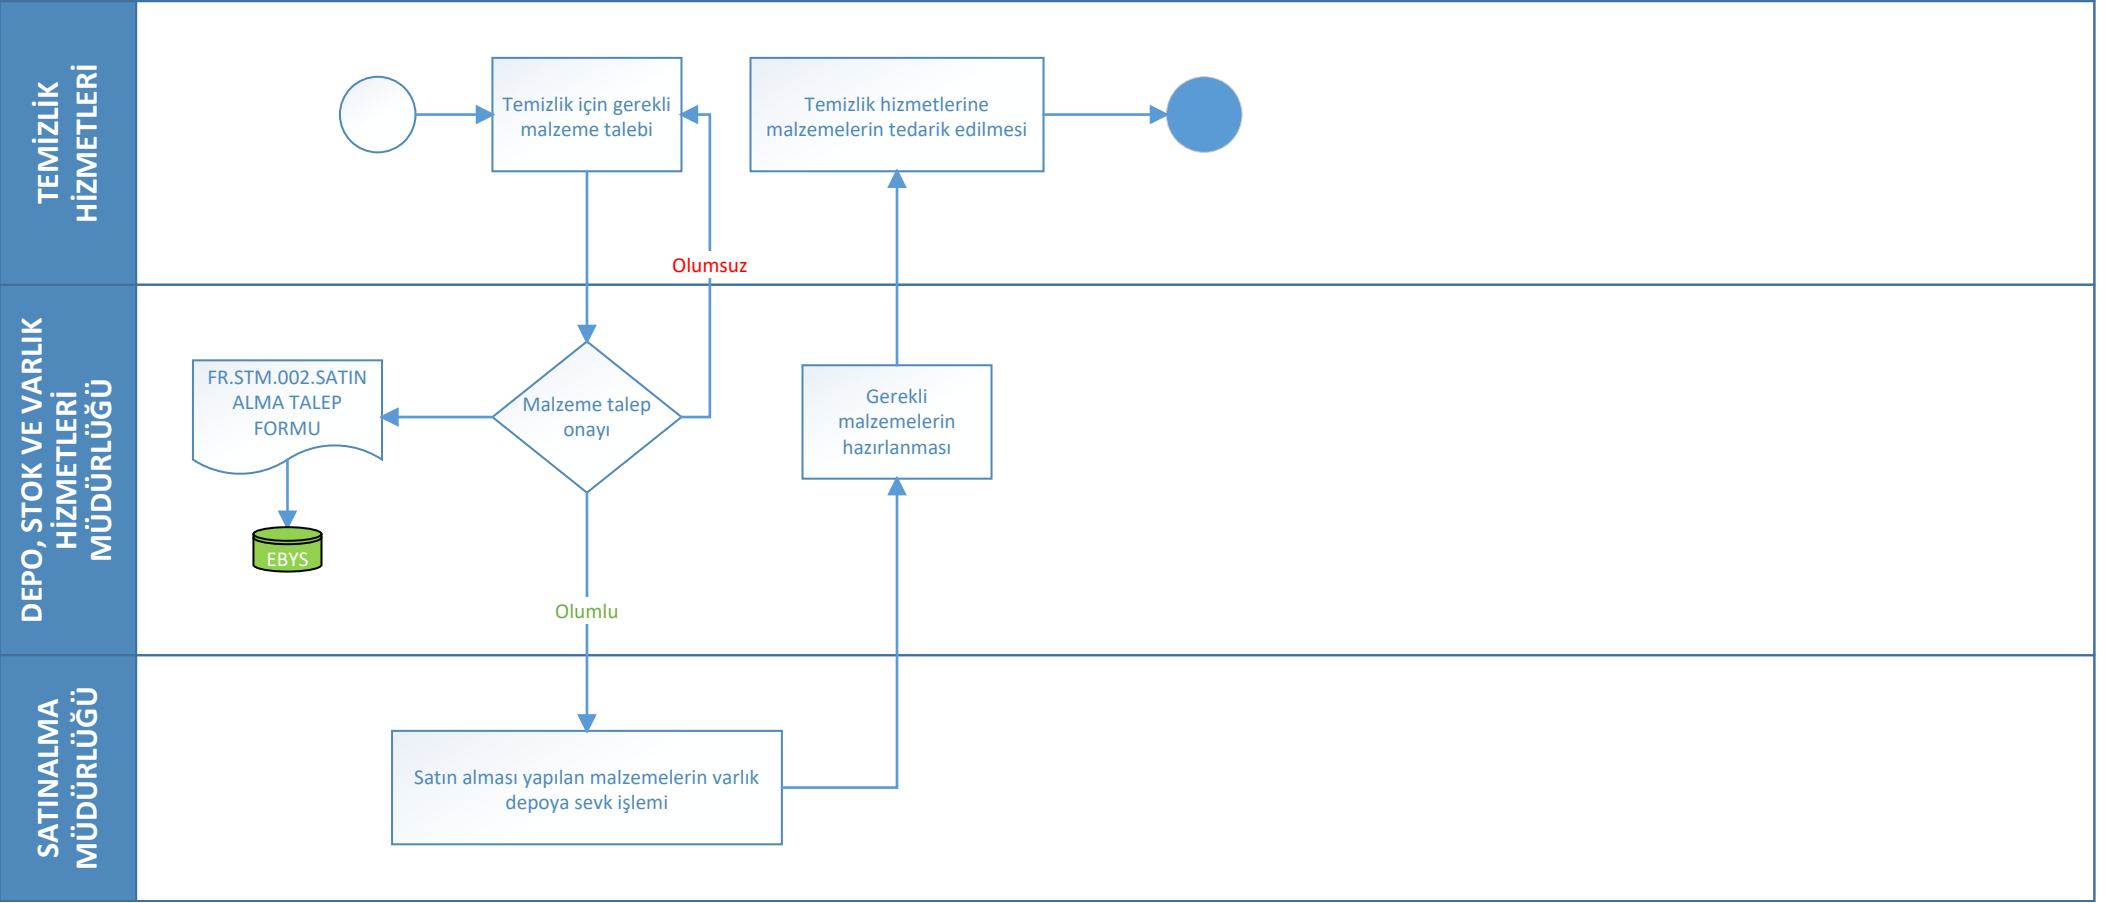 TEMİZLİK
HİZMETLERİ
Temizlik için gerekli
malzeme talebi
Temizlik hizmetlerine
malzemelerin tedarik edilmesi
Olumsuz
DEPO, STOK VE VARLIK
HİZMETLERİ
MÜDÜRLÜĞÜ
FR.STM.002.SATIN
ALMA TALEP
FORMU
EBYS
Malzeme talep
onayı
Gerekli
malzemelerin
hazırlanması
Olumlu
SATINALMA
MÜDÜRLÜĞÜ
Satın alması yapılan malzemelerin varlık
depoya sevk işlemi